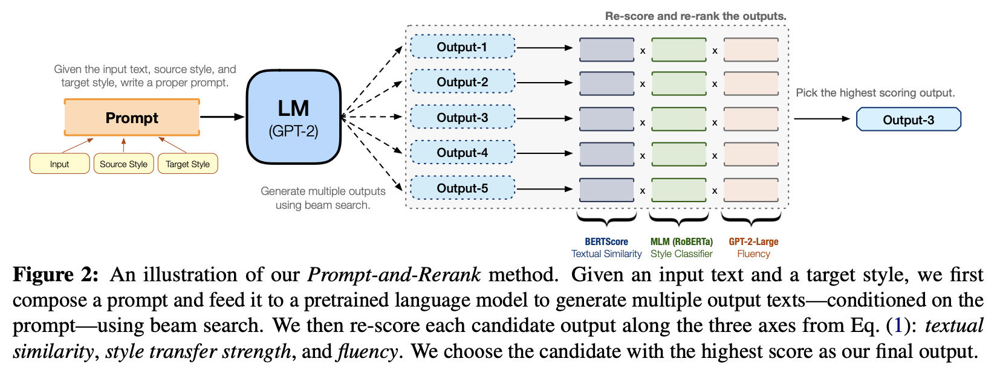 Re-score and re-rank the outputs.
Given the input text, source style, and
target style, write a proper prompt.
Prompt
Input
Source Style
Target Style
LM
(GPT-2)
Generate multiple outputs
using beam search.
Output-1
x
x
Output-2
x
x
Output-3
x
x
Output-4
x
x
Output-5
x
x
BERTScore
Textual Similarity
MLM (RoBERTa)
Style Classifier
GPT-2-Large
Fluency
Pick the highest scoring output.
Output-3
Figure 2: An illustration of our Prompt-and-Rerank method. Given an input text and a target style, we first
compose a prompt and feed it to a pretrained language model to generate multiple output texts—conditioned on the
prompt—using beam search. We then re-score each candidate output along the three axes from Eq. (1): textual
similarity, style transfer strength, and fluency. We choose the candidate with the highest score as our final output.